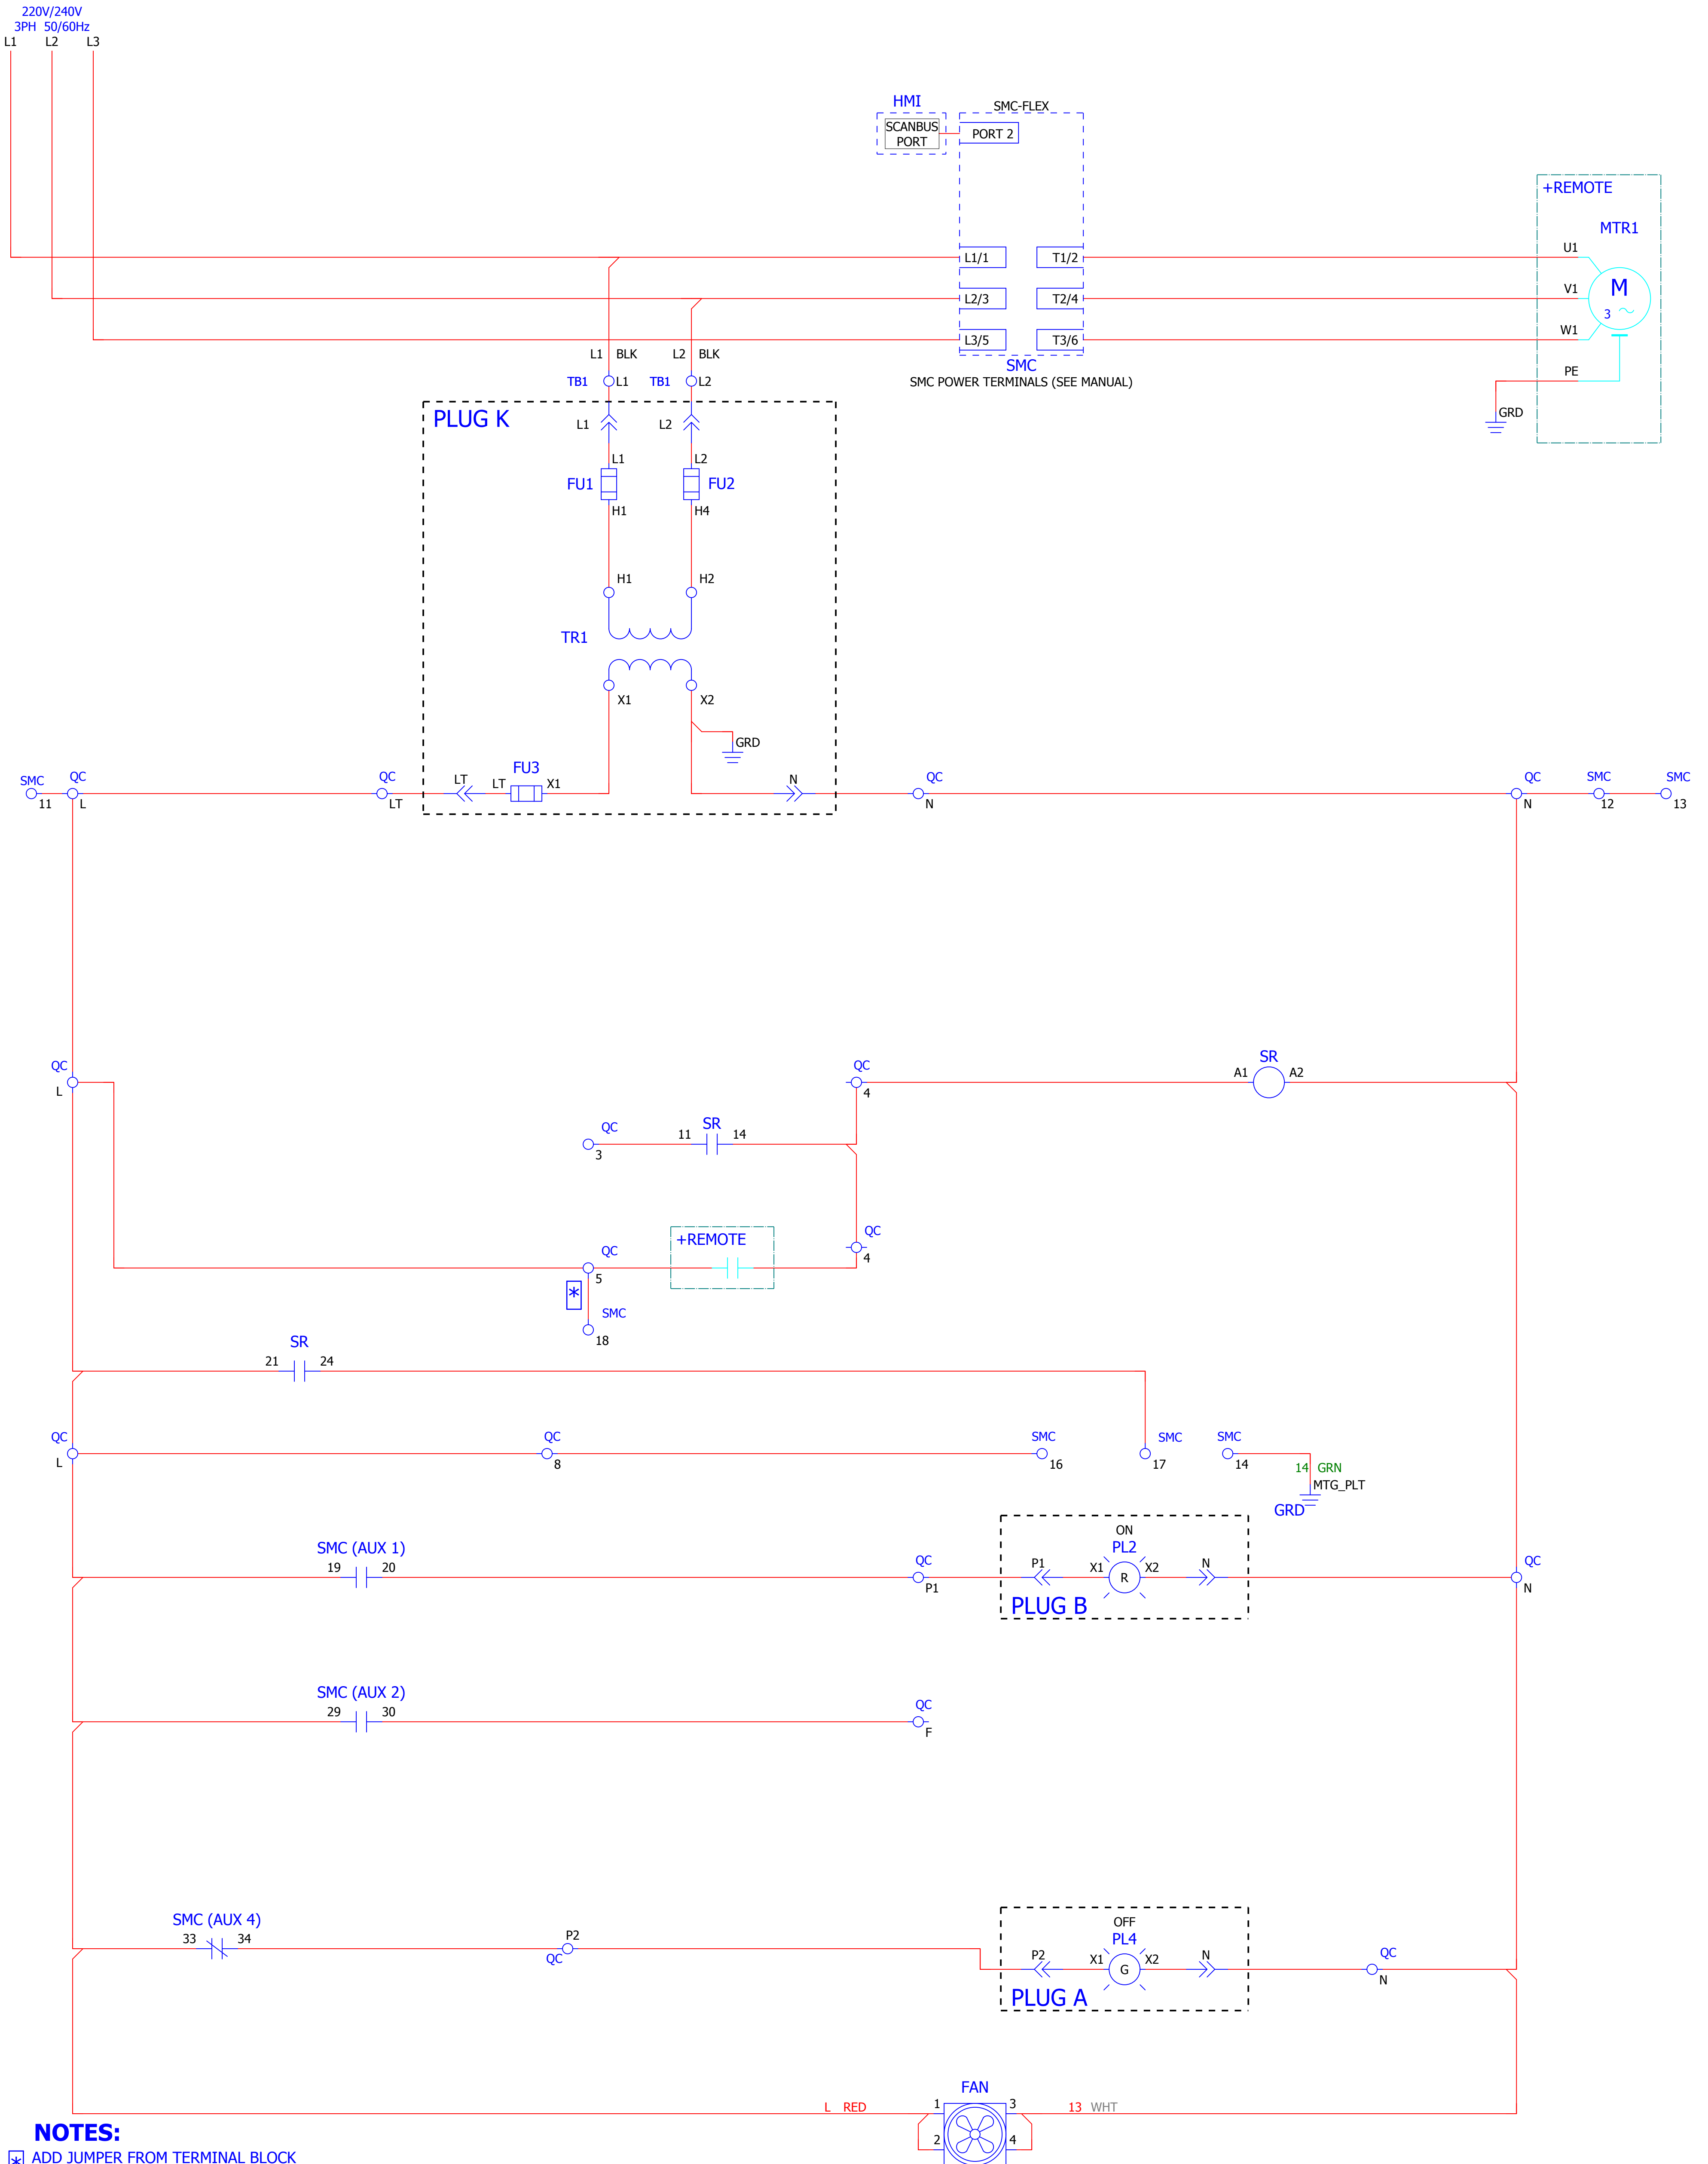 220V/240V
3PH 50/60Hz
L1 L2 L3
HMI
SCANBUS
PORT
SMC-FLEX
PORT 2
L1/1 T1/2
L2/3 T2/4
L3/5 T3/6
SMC
SMC POWER TERMINALS (SEE MANUAL)
+REMOTE
MTR1
U1
V1
W1
PE
M
3
GRD
L1 BLK L2 BLK
TB1 L1 TB1 L2
PLUG K
L1 L2
L1 L2
FU1 FU2
H1 H4
H1 H2
TR1
X1 X2
GRD
SMC
11
QC
L
QC
LT
LT
LT
FU3
X1
N
QC
N
QC
N
SMC
12
SMC
13
QC
L
QC
4
SR
A1 A2
QC
3
SR
11 14
QC
4
+REMOTE
QC
5
*
SMC
18
SR
21 24
QC
L
QC
8
SMC
16
SMC
17
SMC
14
14 GRN
MTG_PLT
GRD
SMC (AUX 1)
19 20
QC
P1
ON
PL2
P1 X1 R X2 N
PLUG B
QC
N
SMC (AUX 2)
29 30
QC
F
SMC (AUX 4)
33 34
P2
QC
OFF
PL4
P2 X1 G X2 N
PLUG A
QC
N
FAN
L RED 1 3 13 WHT
2 4
NOTES:
* ADD JUMPER FROM TERMINAL BLOCK